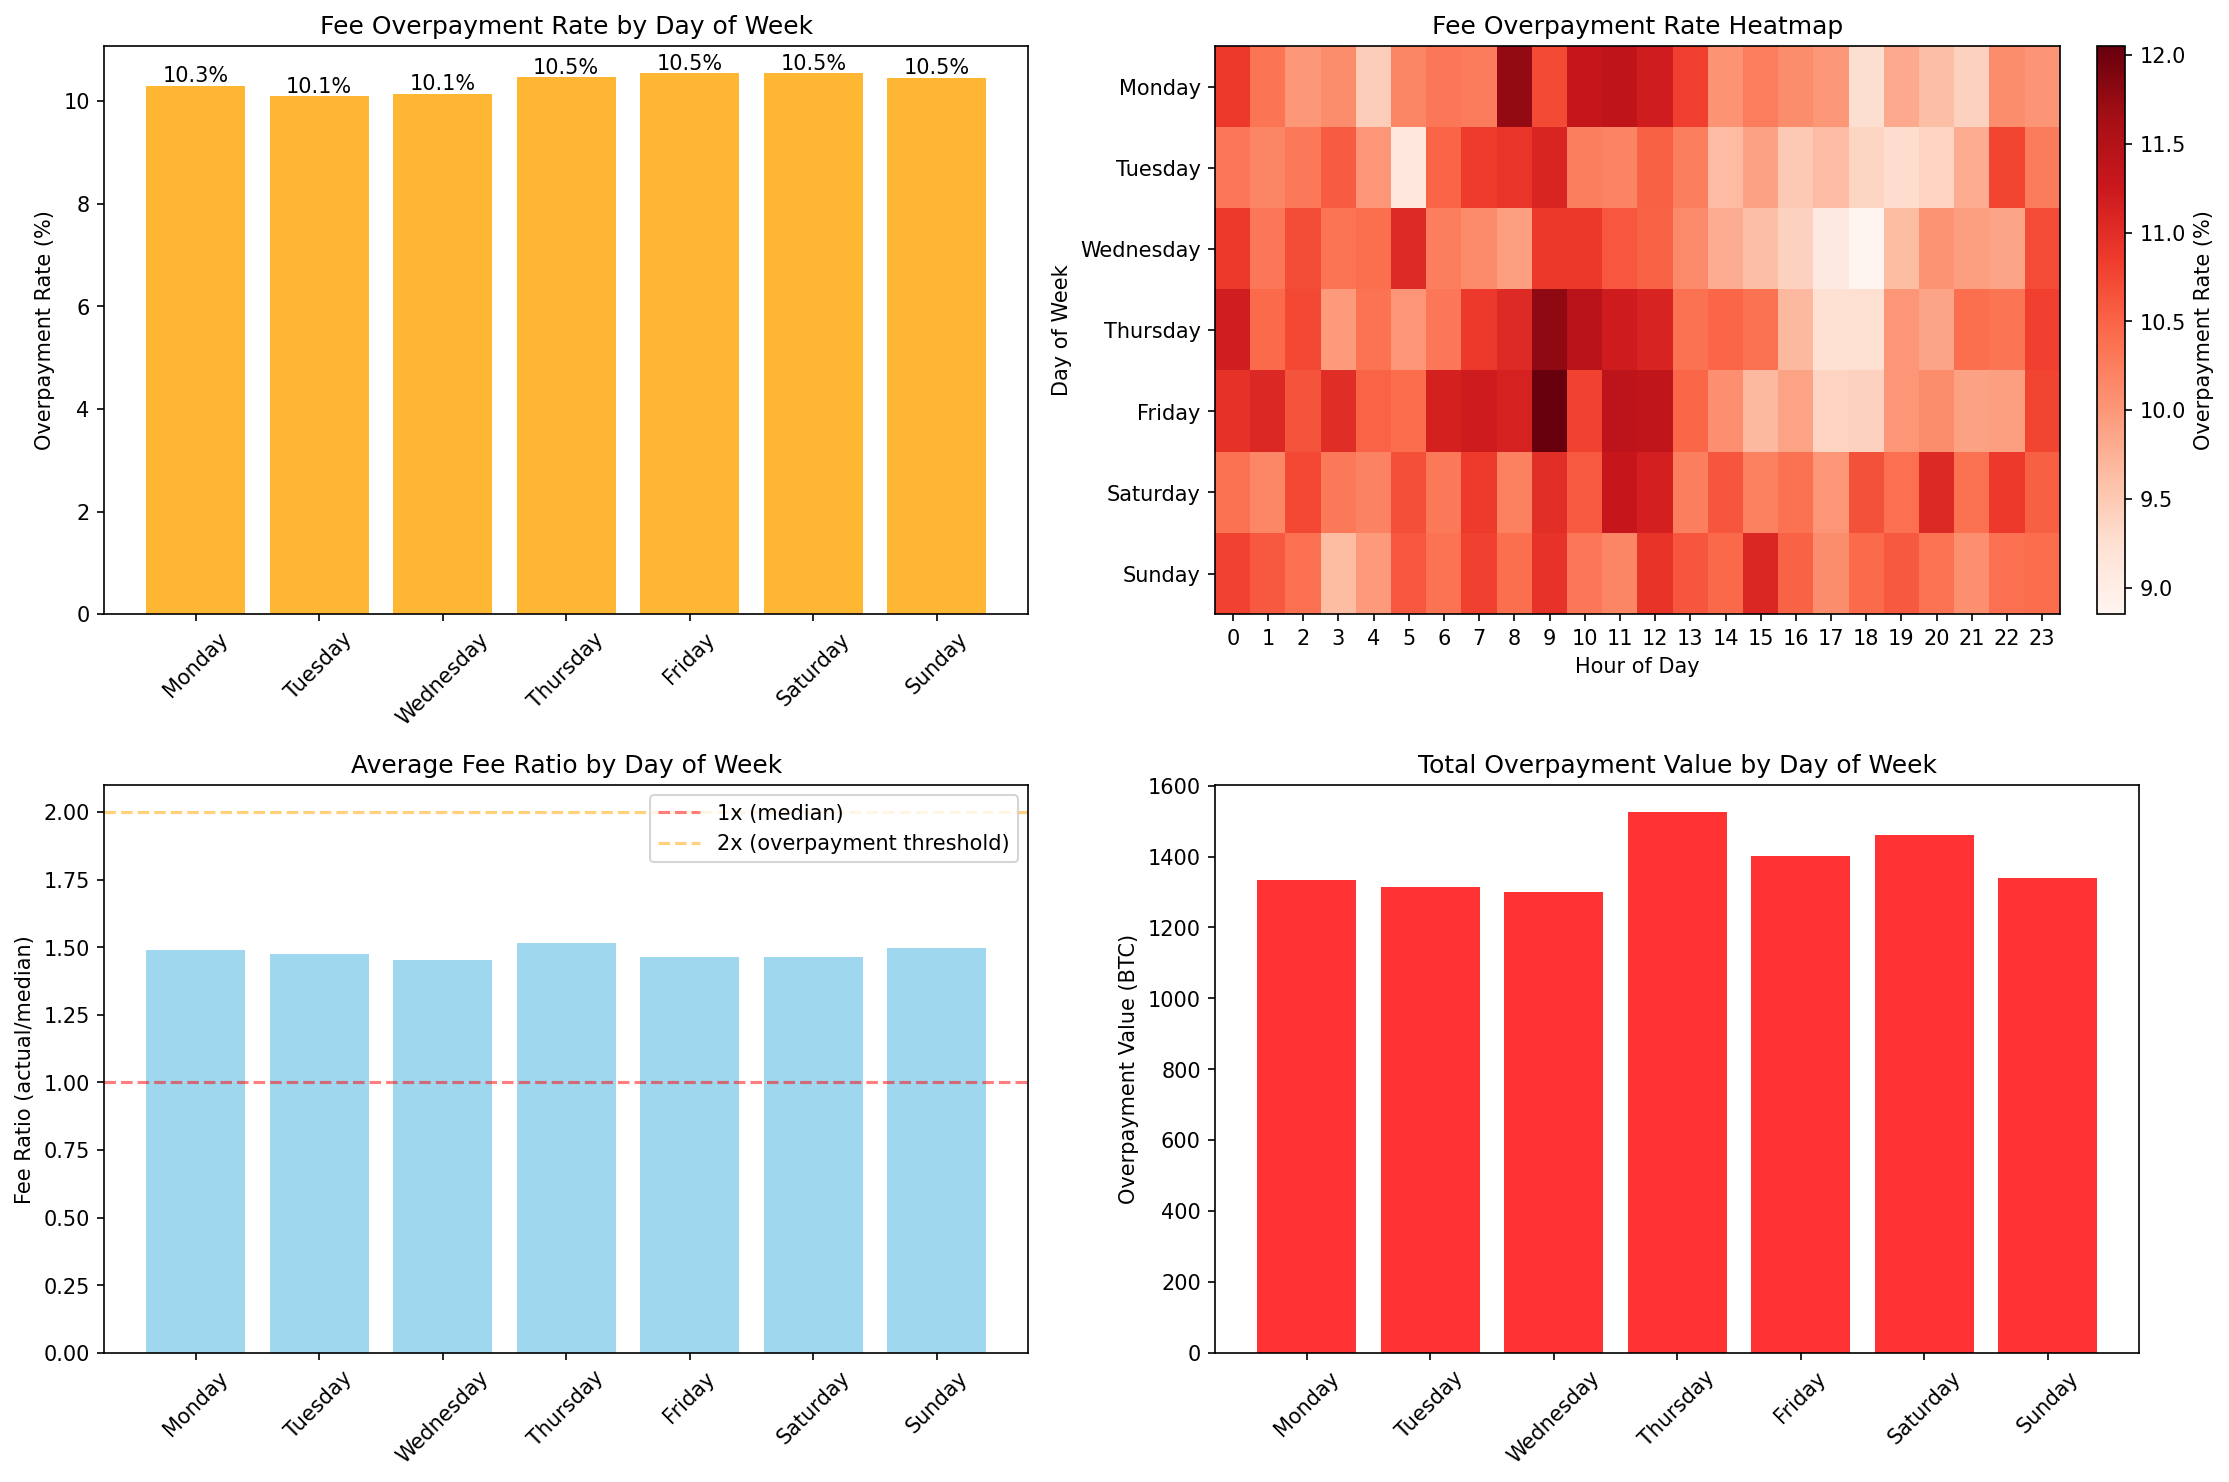 Fee Overpayment Rate by Day of Week
Overpayment Rate (%)
10
8
6
4
2
0
10.3%
10.1%
10.1%
10.5%
10.5%
10.5%
10.5%
Monday
Tuesday
Wednesday
Thursday
Friday
Saturday
Sunday
Fee Overpayment Rate Heatmap
Day of Week
Monday
Tuesday
Wednesday
Thursday
Friday
Saturday
Sunday
0 1 2 3 4 5 6 7 8 9 10 11 12 13 14 15 16 17 18 19 20 21 22 23
Hour of Day
12.0
11.5
11.0
10.5
10.0
9.5
9.0
Overpayment Rate (%)
Average Fee Ratio by Day of Week
Fee Ratio (actual/median)
2.00
1.75
1.50
1.25
1.00
0.75
0.50
0.25
0.00
1x (median)
2x (overpayment threshold)
Monday
Tuesday
Wednesday
Thursday
Friday
Saturday
Sunday
Total Overpayment Value by Day of Week
Overpayment Value (BTC)
1600
1400
1200
1000
800
600
400
200
0
Monday
Tuesday
Wednesday
Thursday
Friday
Saturday
Sunday